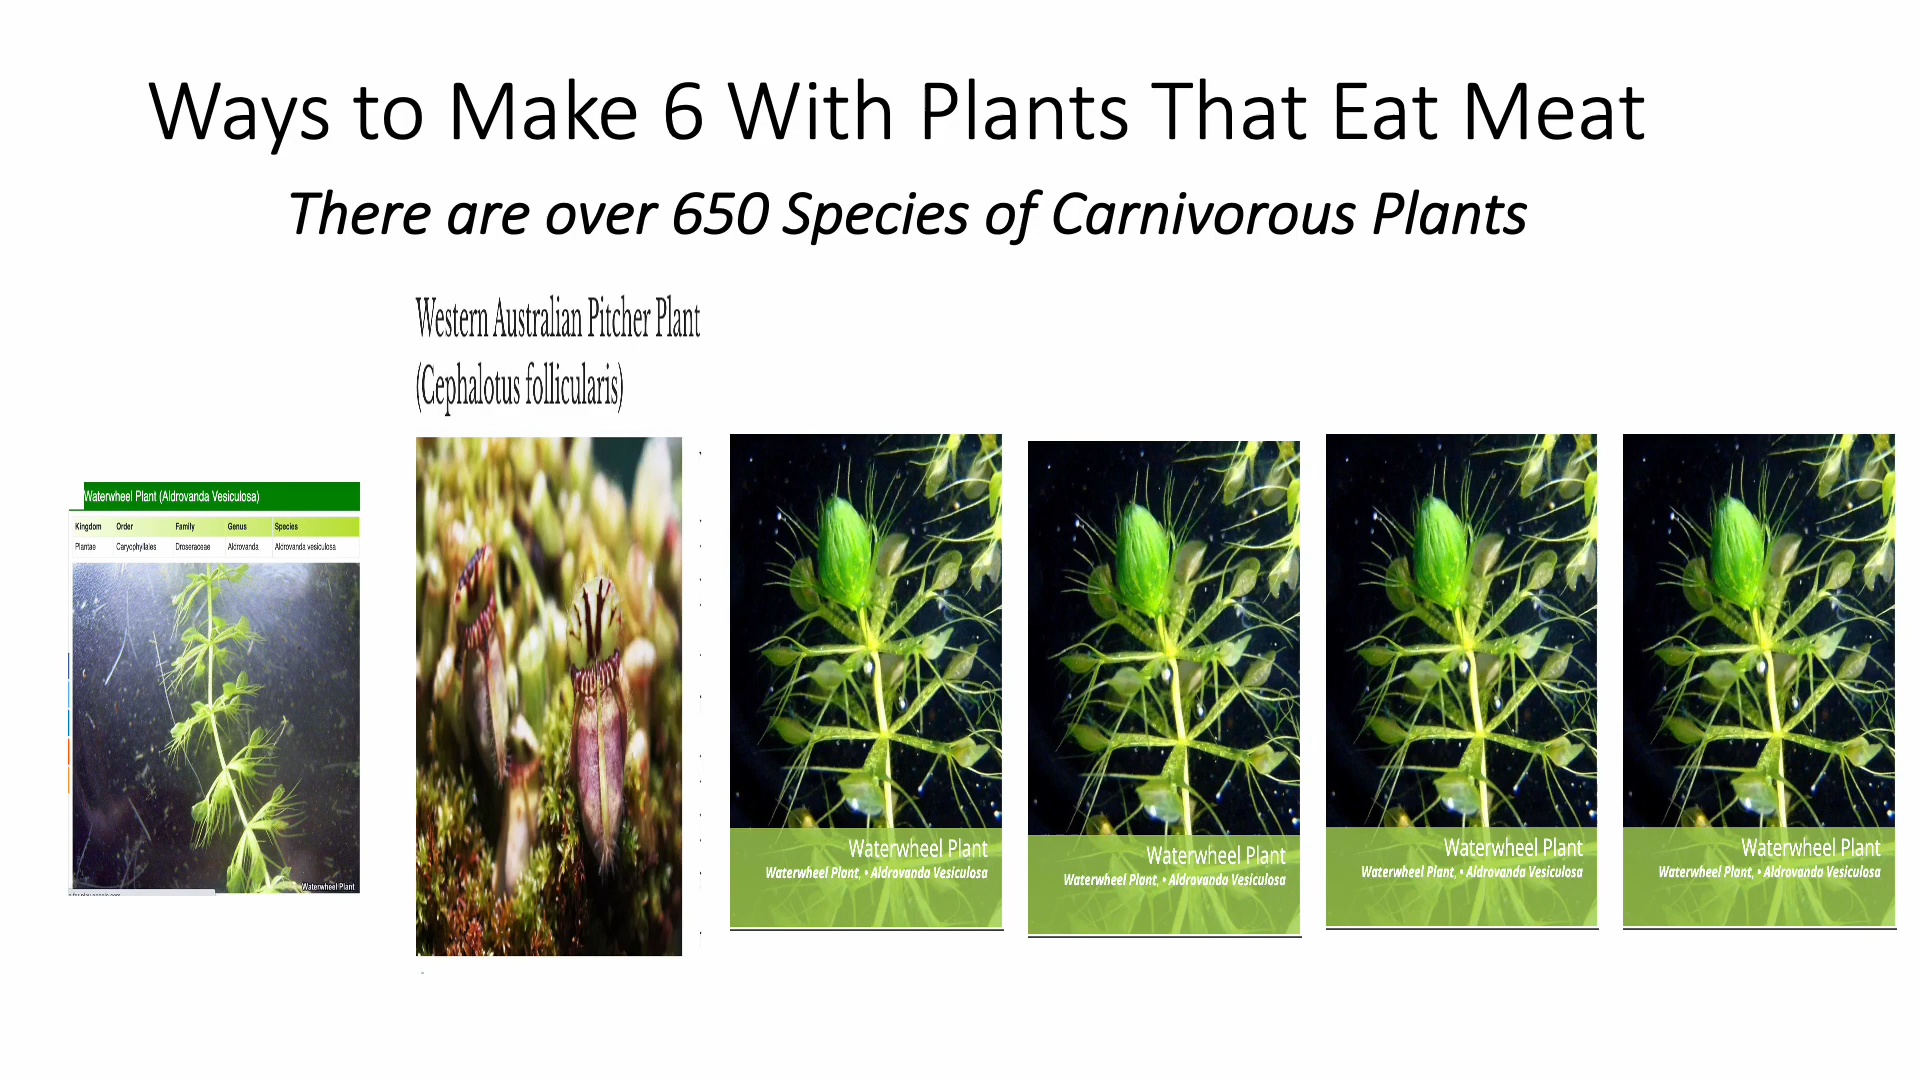 Ways to Make 6 With Plants That Eat Meat
There are over 650 Species of Carnivorous Plants
Western Australian Pitcher Plant
(Cephalotus follicularis)
Waterwheel Plant (Aldrovanda Vesiculosa)
Kingdom Order Family Genus Species
Plantae Caryophyllales Droseraceae Aldrovanda Aldrovanda vesiculosa
Waterwheel Plant
Waterwheel Plant
Waterwheel Plant, • Aldrovanda Vesiculosa
Waterwheel Plant
Waterwheel Plant, • Aldrovanda Vesiculosa
Waterwheel Plant
Waterwheel Plant, • Aldrovanda Vesiculosa
Waterwheel Plant
Waterwheel Plant, • Aldrovanda Vesiculosa